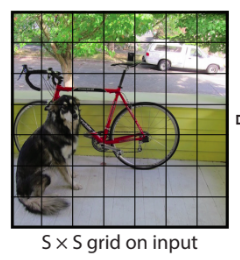 S × S grid on input